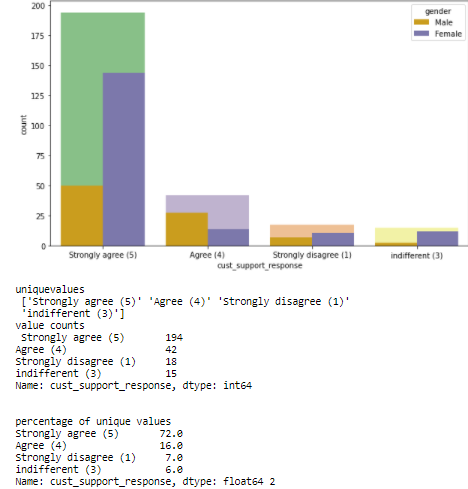 200
175
150
125
100
75
50
25
0
count
gender
Male
Female
Strongly agree (5) Agree (4) Strongly disagree (1) indifferent (3)
cust_support_response
uniquevalues
['Strongly agree (5)' 'Agree (4)' 'Strongly disagree (1)'
'indifferent (3)']
value counts
Strongly agree (5) 194
Agree (4) 42
Strongly disagree (1) 18
indifferent (3) 15
Name: cust_support_response, dtype: int64
percentage of unique values
Strongly agree (5) 72.0
Agree (4) 16.0
Strongly disagree (1) 7.0
indifferent (3) 6.0
Name: cust_support_response, dtype: float64 2